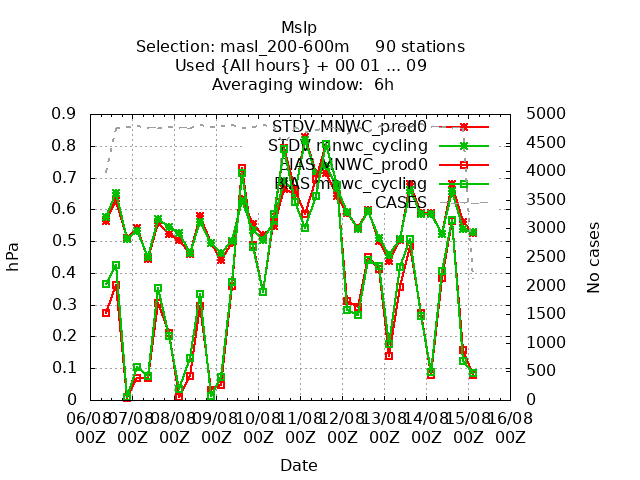 Mslp
Selection: masl_200-600m 90 stations
Used {All hours} + 00 01 ... 09
Averaging window: 6h
0.9
0.8
0.7
0.6
0.5
0.4
0.3
0.2
0.1
0
hPa
STDV MNWC_prod0
STDV mnwc_cycling
BIAS MNWC_prod0
BIAS mnwc_cycling
CASES
5000
4500
4000
3500
3000
2500
2000
1500
1000
500
0
No cases
06/08 07/08 08/08 09/08 10/08 11/08 12/08 13/08 14/08 15/08 16/08
00Z 00Z 00Z 00Z 00Z 00Z 00Z 00Z 00Z 00Z 00Z
Date